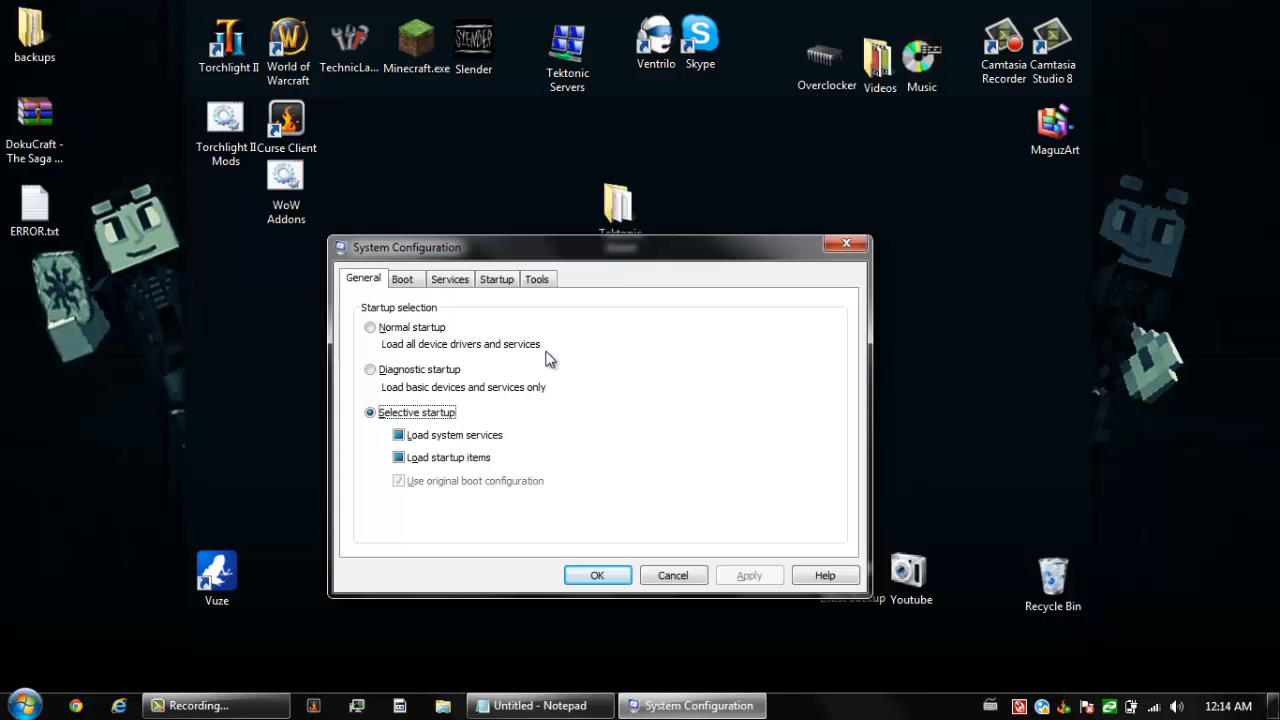 backups
Torchlight II
World of
Warcraft
TechnicLa...
Minecraft.exe
SLENDER
Slender
Tektonic
Servers
Ventrilo
Skype
Overclocker
Videos
Music
Camtasia
Recorder
Camtasia
Studio 8
DokuCraft -
The Saga ...
Torchlight II
Mods
Curse Client
MaguzArt
ERROR.txt
WoW
Addons
Tektonic
System Configuration
General
Boot
Services
Startup
Tools
Startup selection
Normal startup
Load all device drivers and services
Diagnostic startup
Load basic devices and services only
Selective startup
Load system services
Load startup items
Use original boot configuration
OK
Cancel
Apply
Help
Vuze
Youtube
Recycle Bin
Recording...
Untitled - Notepad
System Configuration
12:14 AM